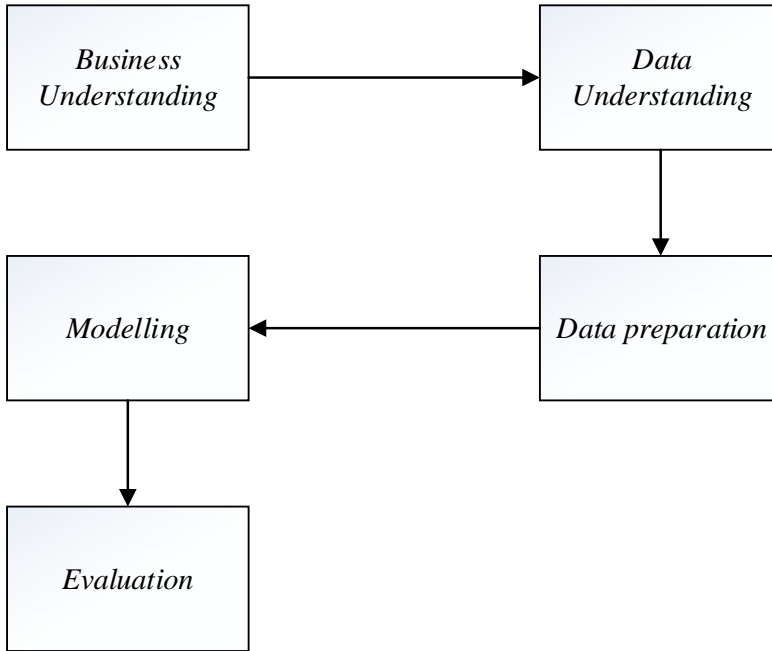 Business
Understanding
Data
Understanding
Modelling
Data preparation
Evaluation